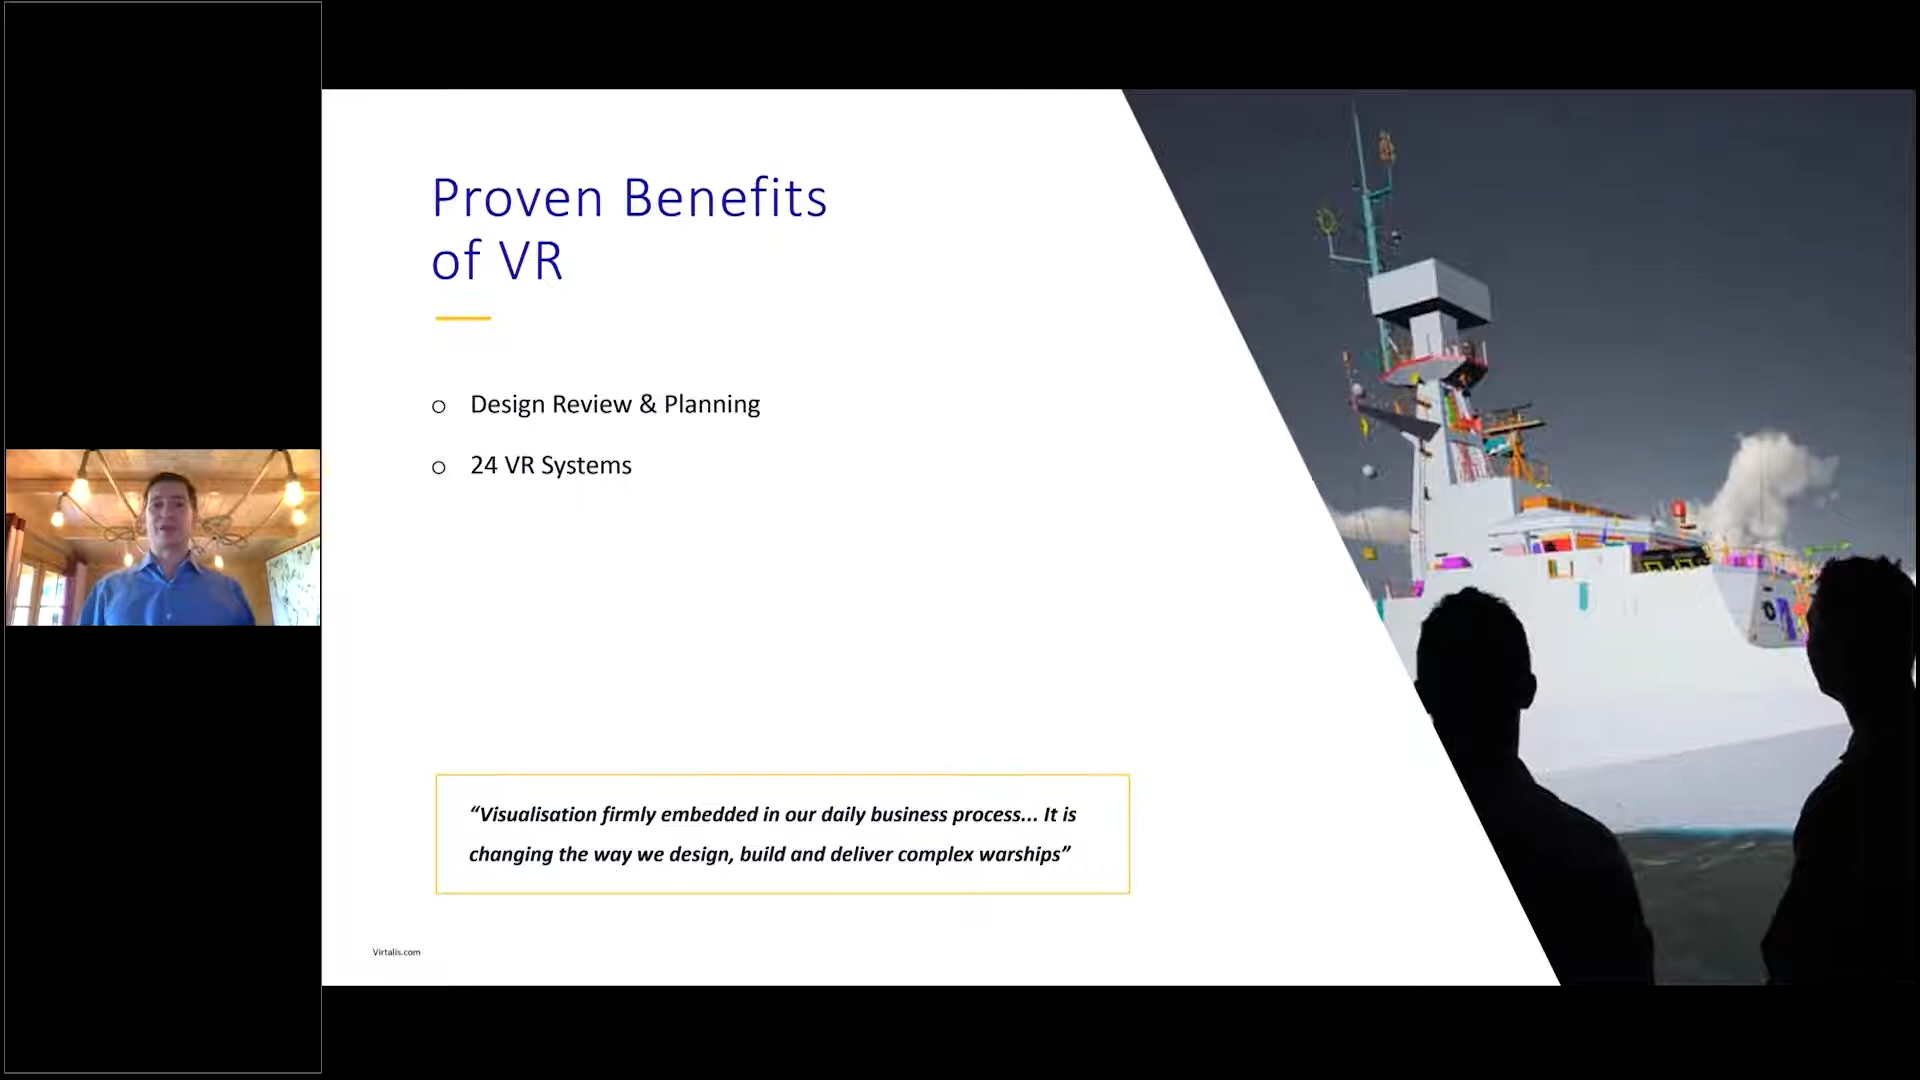 Proven Benefits
of VR
Design Review & Planning
24 VR Systems
“Visualisation firmly embedded in our daily business process... It is
changing the way we design, build and deliver complex warships”
Virtalis.com